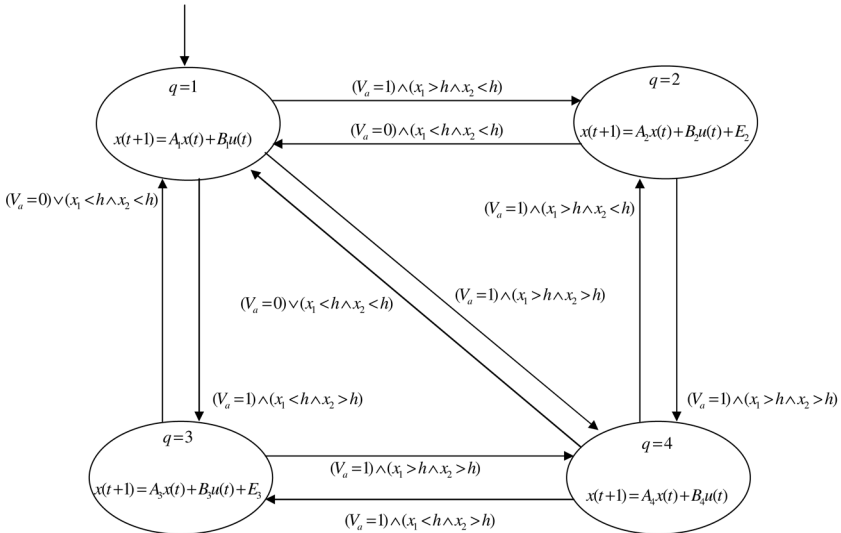 q=1
x(t+1)=A₁x(t)+B₁u(t)
(Vₐ=1)∧(x₁>h∧x₂<h)
(Vₐ=0)∧(x₁<h∧x₂<h)
q=2
x(t+1)=A₂x(t)+B₂u(t)+E₂
(Vₐ=0)∨(x₁<h∧x₂<h)
(Vₐ=1)∧(x₁>h∧x₂<h)
(Vₐ=0)∨(x₁<h∧x₂<h)
(Vₐ=1)∧(x₁>h∧x₂>h)
(Vₐ=1)∧(x₁<h∧x₂>h)
(Vₐ=1)∧(x₁>h∧x₂>h)
q=3
x(t+1)=A₃x(t)+B₃u(t)+E₃
(Vₐ=1)∧(x₁>h∧x₂>h)
(Vₐ=1)∧(x₁<h∧x₂>h)
q=4
x(t+1)=A₄x(t)+B₄u(t)